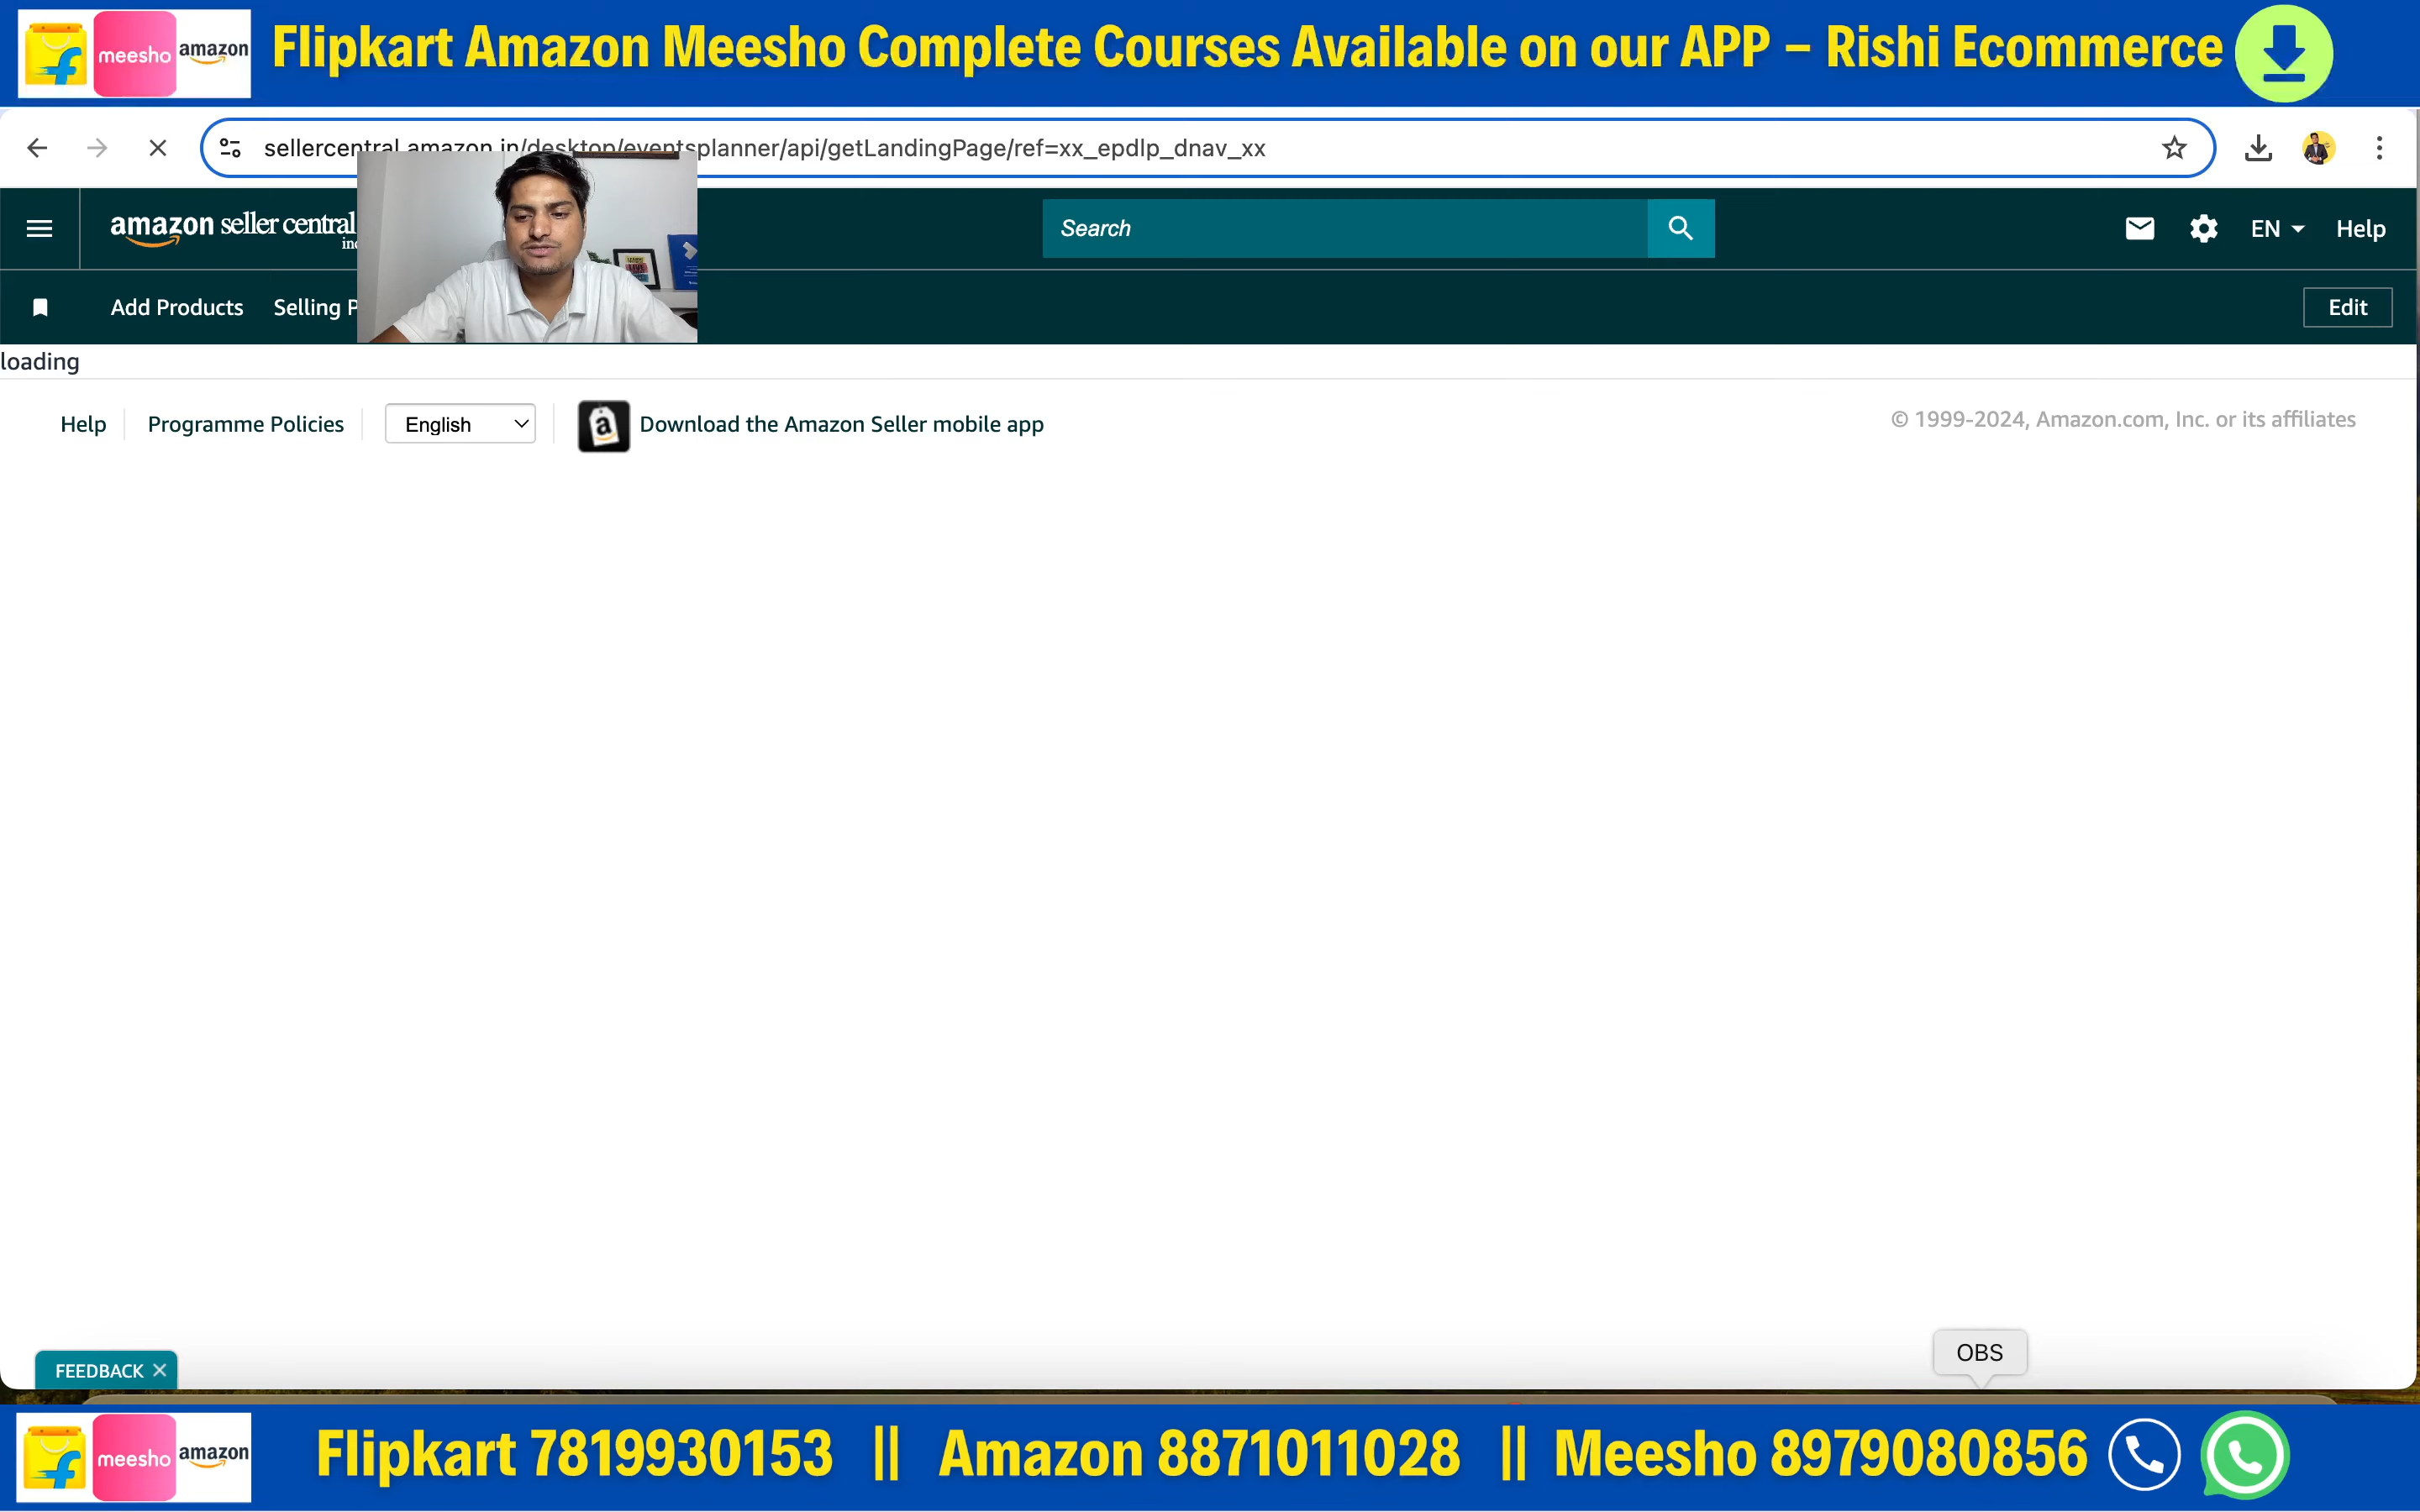 meesho
amazon
Flipkart Amazon Meesho Complete Courses Available on our APP – Rishi Ecommerce
sellercentral.amazon.in/desktop/eventsplanner/api/getLandingPage/ref=xx_epdlp_dnav_xx
amazon seller central
Search
EN
Help
Add Products
Selling
Edit
loading
Help
Programme Policies
English
Download the Amazon Seller mobile app
© 1999-2024, Amazon.com, Inc. or its affiliates
OBS
FEEDBACK
meesho
amazon
Flipkart 7819930153 || Amazon 8871011028 || Meesho 8979080856